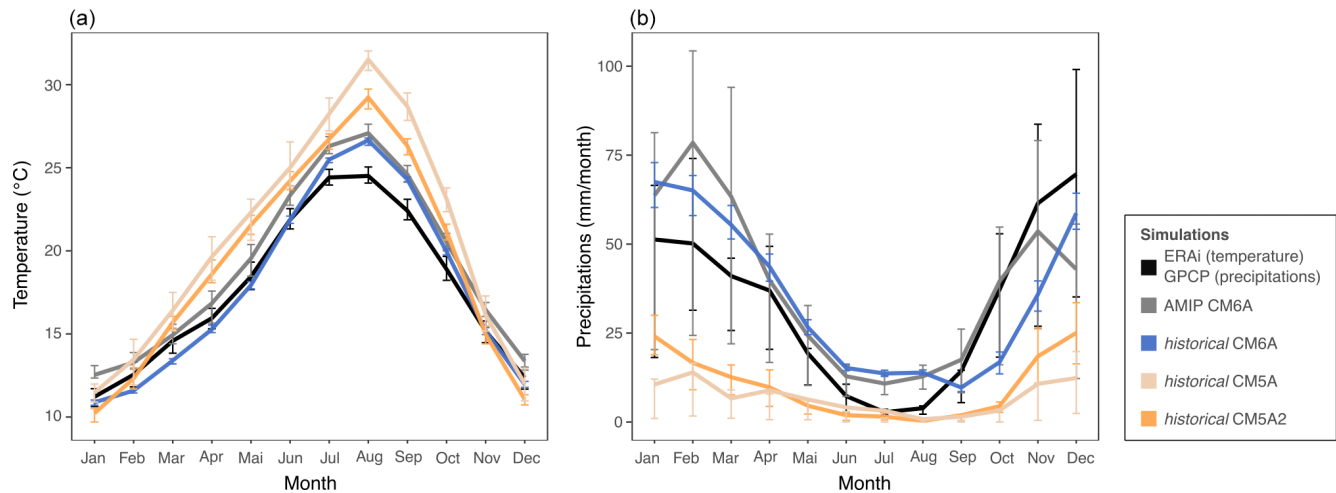 (a)
Temperature (°C)
30
25
20
15
10
Jan Feb Mar Apr Mai Jun Jul Aug Sep Oct Nov Dec
Month
(b)
Precipitations (mm/month)
100
75
50
25
0
Jan Feb Mar Apr Mai Jun Jul Aug Sep Oct Nov Dec
Month
Simulations
ERAi (temperature)
GPCP (precipitations)
AMIP CM6A
historical CM6A
historical CM5A
historical CM5A2